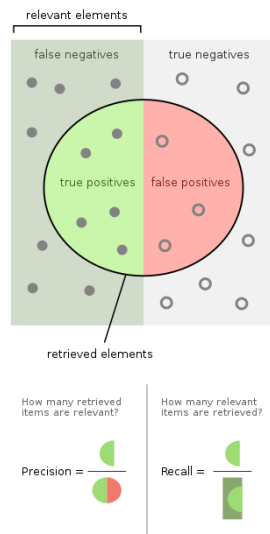 relevant elements
false negatives
true negatives
true positives
false positives
retrieved elements
How many retrieved
items are relevant?
Precision =
How many relevant
items are retrieved?
Recall =